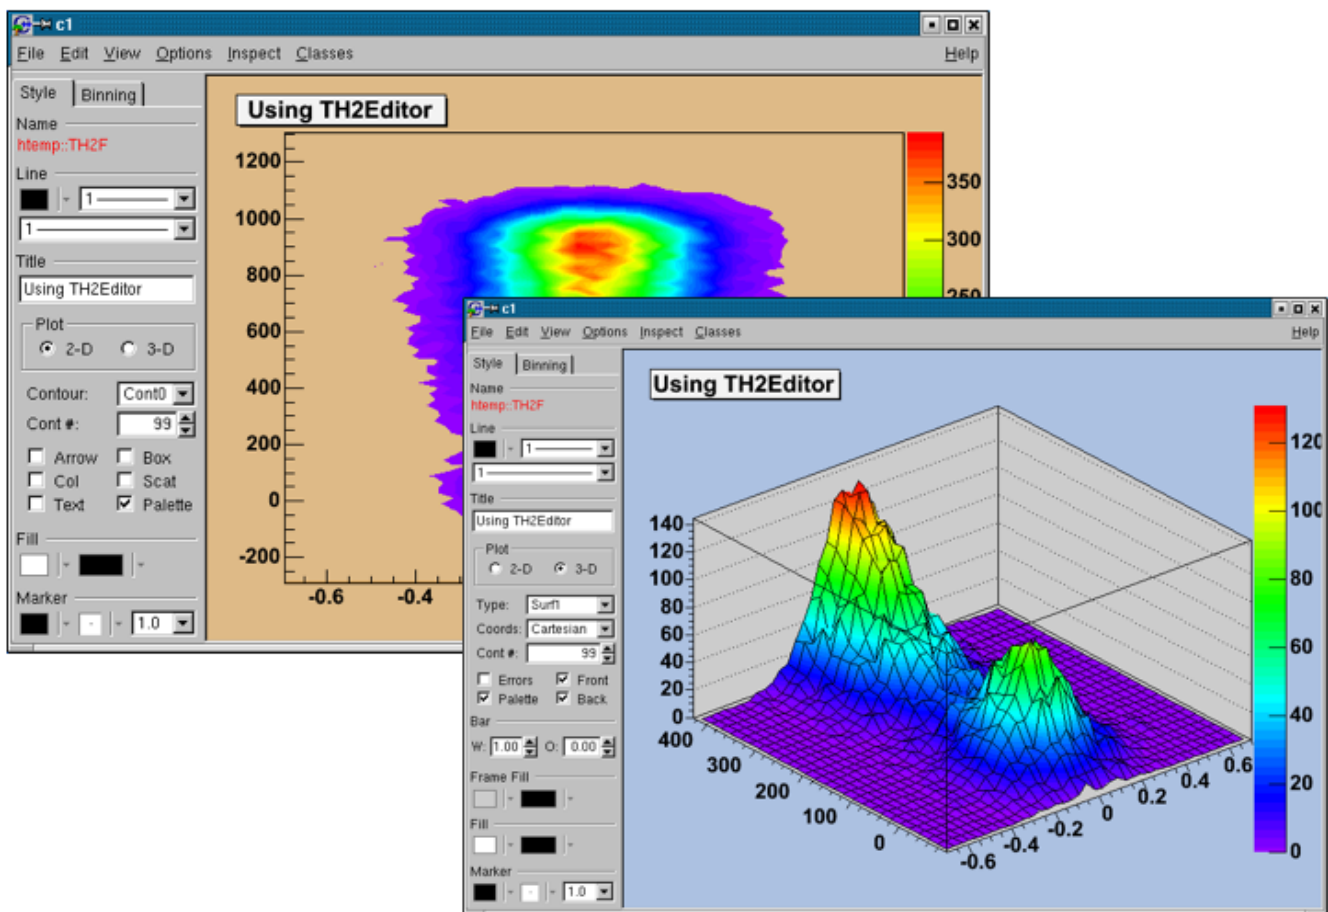 c1
File Edit View Options Inspect Classes Help
Style Binning
Name
htemp::TH2F
Line
1
1
Title
Using TH2Editor
Plot
2-D 3-D
Contour: Cont0
Cont #: 99
Arrow Box
Col Scat
Text Palette
Fill
Marker
1.0
Using TH2Editor
1200
1000
800
600
400
200
0
-200
-0.6 -0.4
350
300
250
c1
File Edit View Options Inspect Classes Help
Style Binning
Name
htemp::TH2F
Line
1
1
Title
Using TH2Editor
Plot
2-D 3-D
Type: Surf1
Coords: Cartesian
Cont #: 99
Errors Front
Palette Back
Bar
W: 1.00 O: 0.00
Frame Fill
Fill
Marker
1.0
Using TH2Editor
140
120
100
80
60
40
20
0
400 300 200 100 0
-0.6 -0.4 -0.2 0 0.2 0.4 0.6
120
100
80
60
40
20
0